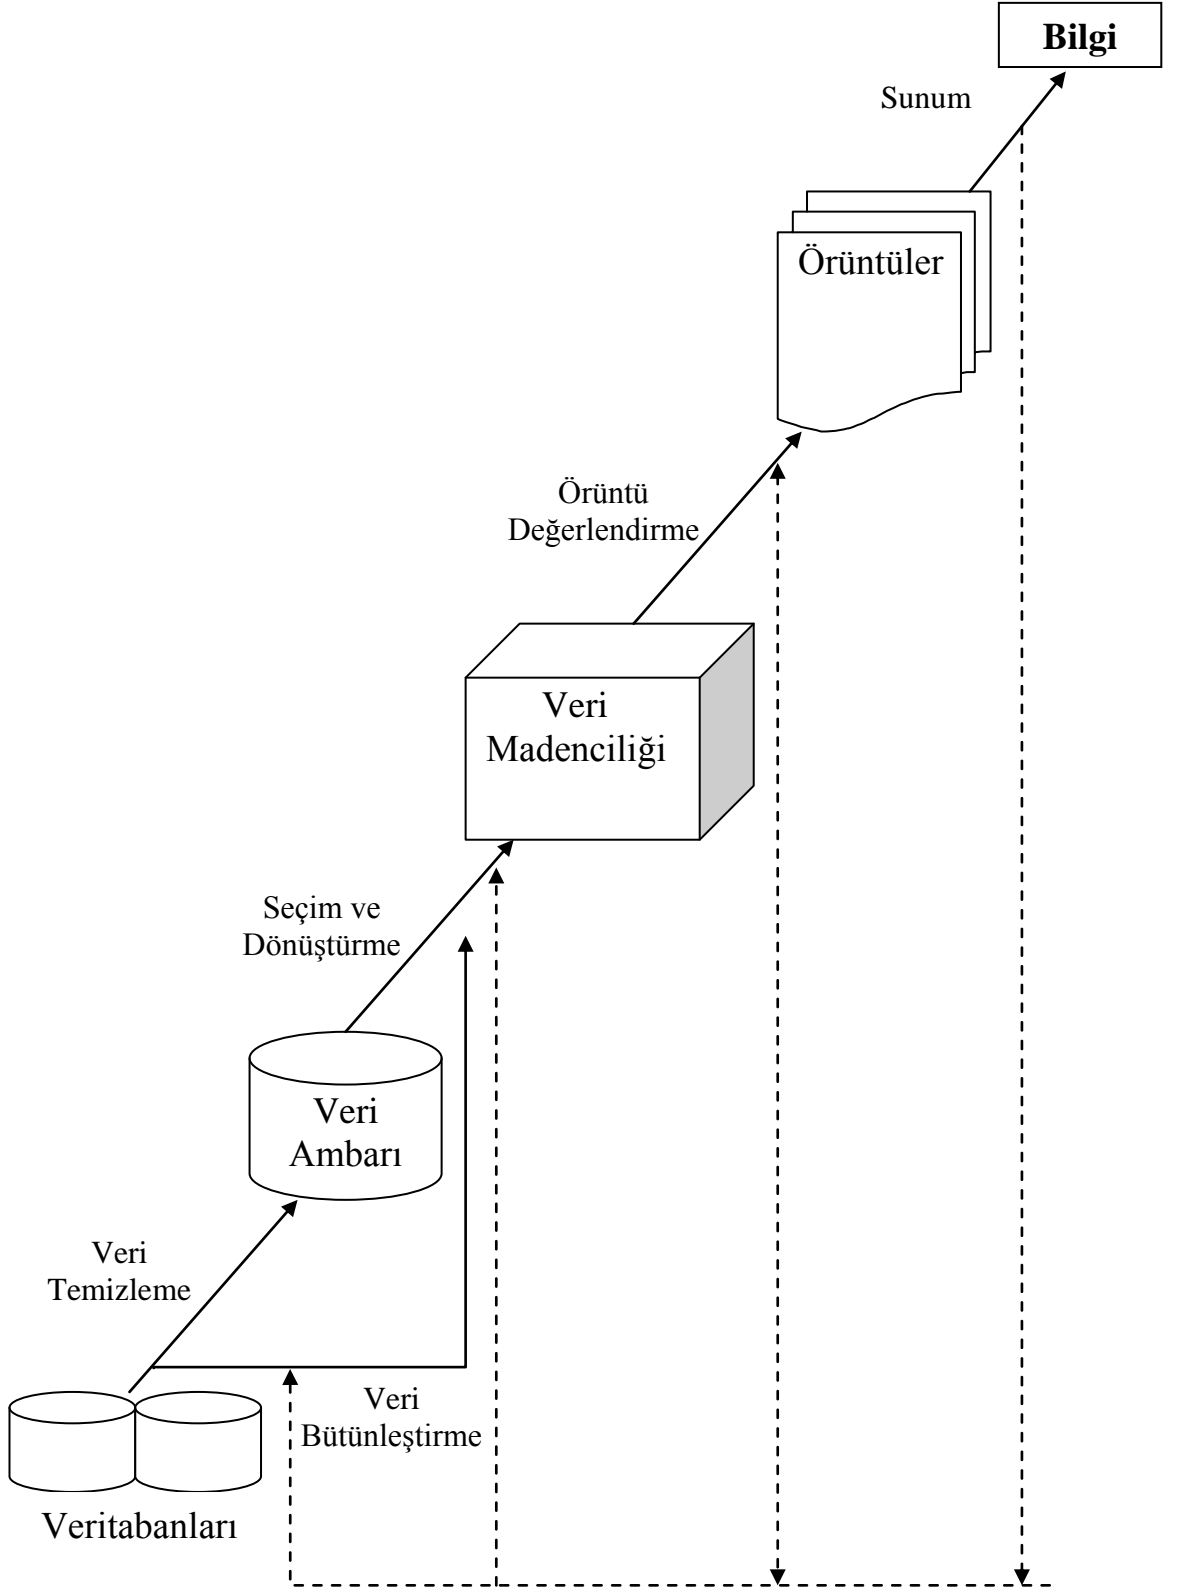 Bilgi
Sunum
Örüntüler
Örüntü
Değerlendirme
Veri
Madenciliği
Seçim ve
Dönüştürme
Veri
Ambarı
Veri
Temizleme
Veri
Bütünleştirme
Veritabanları